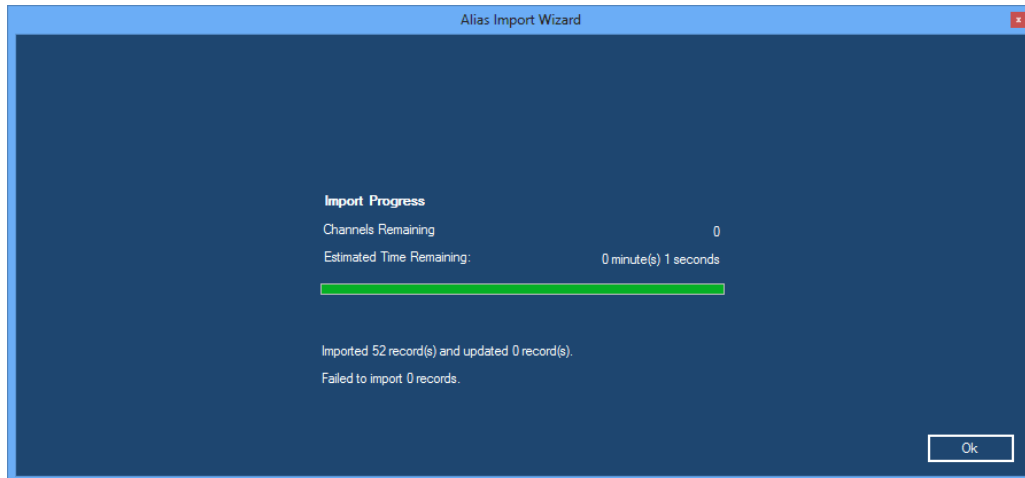 Alias Import Wizard
x
Import Progress
Channels Remaining 0
Estimated Time Remaining: 0 minute(s) 1 seconds
Imported 52 record(s) and updated 0 record(s).
Failed to import 0 records.
Ok